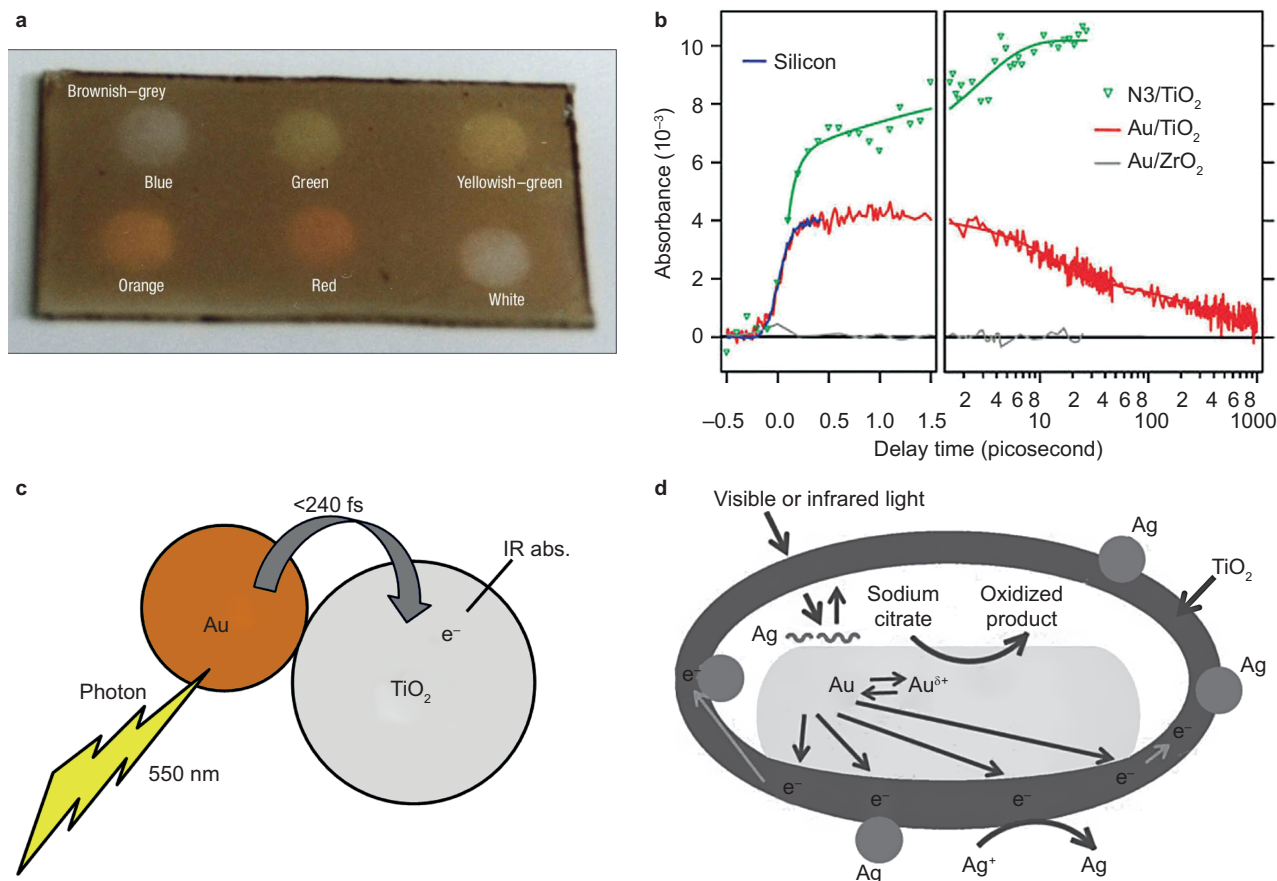 a
Brownish–grey
Blue
Green
Yellowish–green
Orange
Red
White
b
Absorbance (10⁻³)
10
8
6
4
2
0
Silicon
N3/TiO₂
Au/TiO₂
Au/ZrO₂
–0.5
0.0
0.5
1.0
1.5
2
4
6
8
10
2
4
6
8
100
2
4
6
8
1000
Delay time (picosecond)
c
<240 fs
IR abs.
Au
e⁻
TiO₂
Photon
550 nm
d
Visible or infrared light
Ag
TiO₂
Sodium
citrate
Oxidized
product
Ag
Ag
e⁻
Au
Au^δ+
e⁻
e⁻
e⁻
e⁻
e⁻
Ag
Ag⁺
Ag